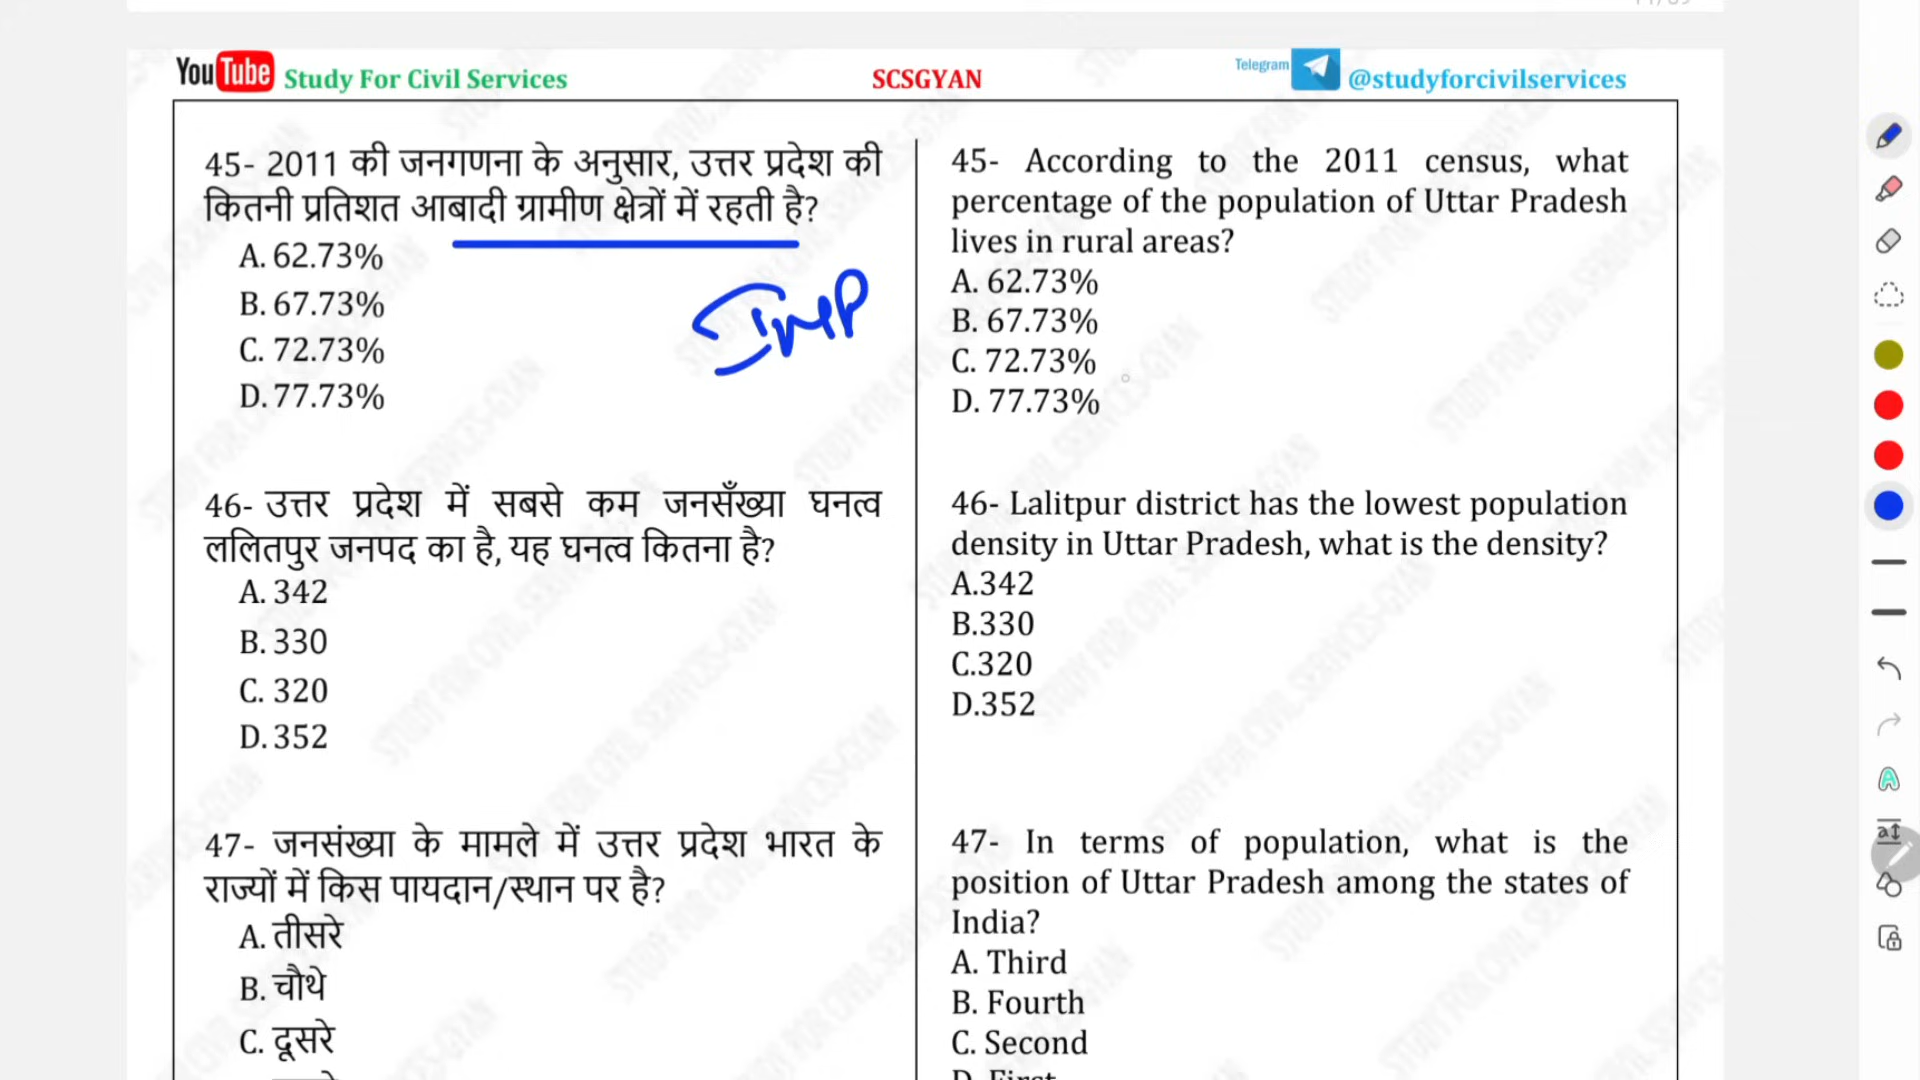 YouTube Study For Civil Services
SCSGYAN
Telegram @studyforcivilservices
45- 2011 की जनगणना के अनुसार, उत्तर प्रदेश की
कितनी प्रतिशत आबादी ग्रामीण क्षेत्रों में रहती है?
A. 62.73%
B. 67.73%
C. 72.73%
D. 77.73%
IMP
46- उत्तर प्रदेश में सबसे कम जनसँख्या घनत्व
ललितपुर जनपद का है, यह घनत्व कितना है?
A. 342
B. 330
C. 320
D. 352
47- जनसंख्या के मामले में उत्तर प्रदेश भारत के
राज्यों में किस पायदान/स्थान पर है?
A. तीसरे
B. चौथे
C. दूसरे
45- According to the 2011 census, what
percentage of the population of Uttar Pradesh
lives in rural areas?
A. 62.73%
B. 67.73%
C. 72.73%
D. 77.73%
46- Lalitpur district has the lowest population
density in Uttar Pradesh, what is the density?
A.342
B.330
C.320
D.352
47- In terms of population, what is the
position of Uttar Pradesh among the states of
India?
A. Third
B. Fourth
C. Second
D. First